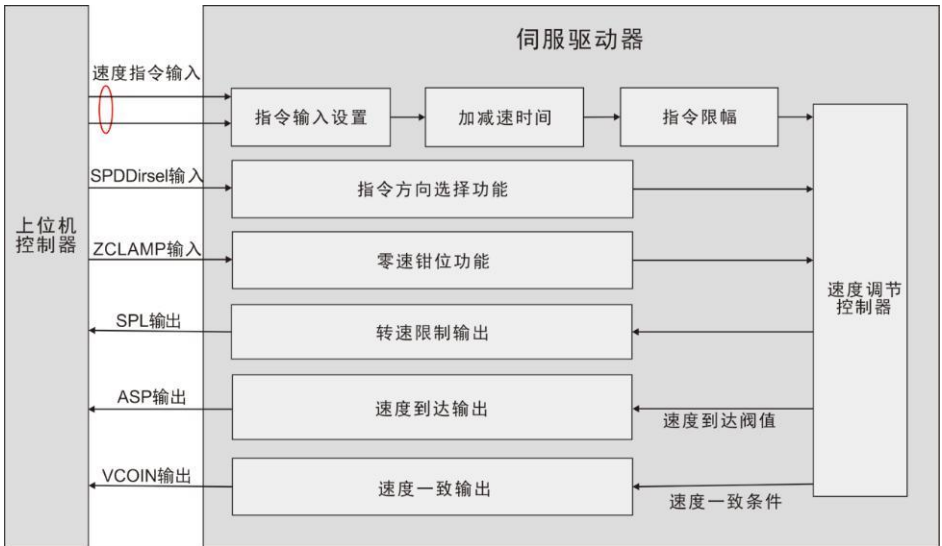 伺服驱动器
速度指令输入
指令输入设置
加减速时间
指令限幅
SPDDirsel输入
指令方向选择功能
上位机
控制器
ZCLAMP输入
零速钳位功能
速度调节
控制器
SPL输出
转速限制输出
ASP输出
速度到达输出
速度到达阀值
VCOIN输出
速度一致输出
速度一致条件